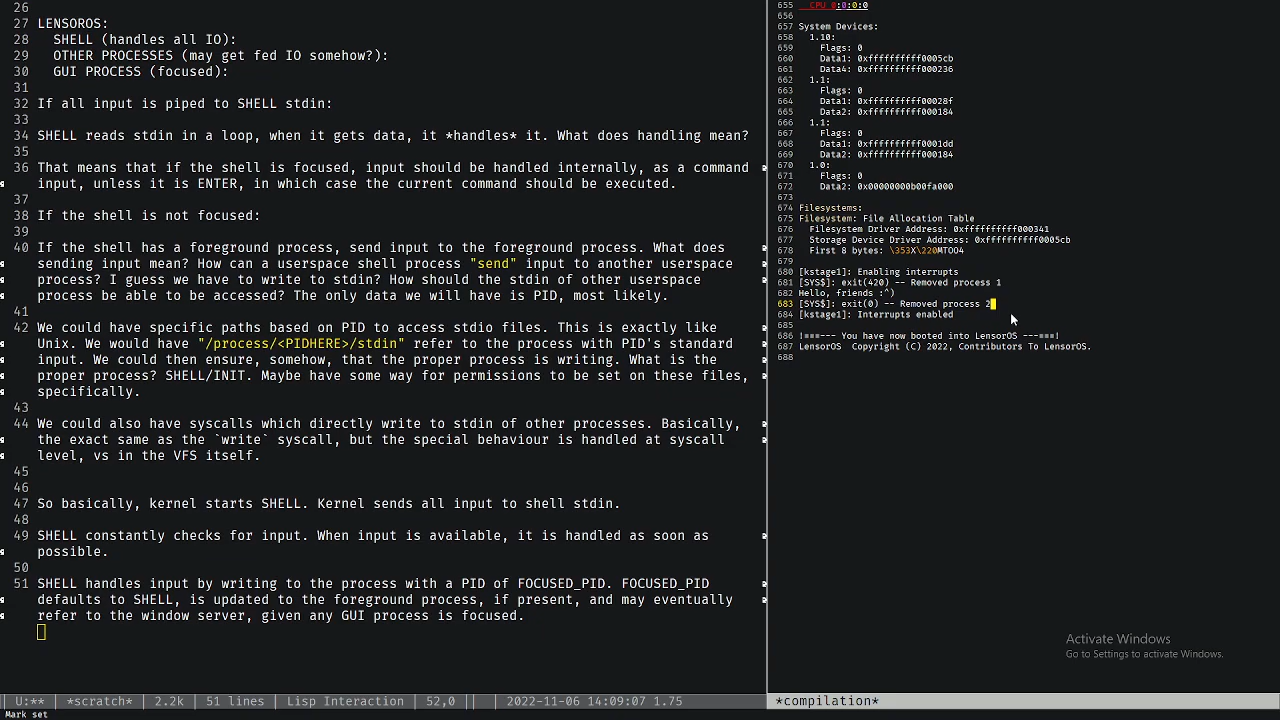 26
27 LENSOROS:
28   SHELL (handles all IO):
29   OTHER PROCESSES (may get fed IO somehow?):
30   GUI PROCESS (focused):
31
32 If all input is piped to SHELL stdin:
33
34 SHELL reads stdin in a loop, when it gets data, it *handles* it. What does handling mean?
35
36 That means that if the shell is focused, input should be handled internally, as a command
input, unless it is ENTER, in which case the current command should be executed.
37
38 If the shell is not focused:
39
40 If the shell has a foreground process, send input to the foreground process. What does
sending input mean? How can a userspace shell process "send" input to another userspace
process? I guess we have to write to stdin? How should the stdin of other userspace
process be able to be accessed? The only data we will have is PID, most likely.
41
42 We could have specific paths based on PID to access stdio files. This is exactly like
Unix. We would have "/process/<PIDHERE>/stdin" refer to the process with PID's standard
input. We could then ensure, somehow, that the proper process is writing. What is the
proper process? SHELL/INIT. Maybe have some way for permissions to be set on these files,
specifically.
43
44 We could also have syscalls which directly write to stdin of other processes. Basically,
the exact same as the `write` syscall, but the special behaviour is handled at syscall
level, vs in the VFS itself.
45
46
47 So basically, kernel starts SHELL. Kernel sends all input to shell stdin.
48
49 SHELL constantly checks for input. When input is available, it is handled as soon as
possible.
50
51 SHELL handles input by writing to the process with a PID of FOCUSED_PID. FOCUSED_PID
defaults to SHELL, is updated to the foreground process, if present, and may eventually
refer to the window server, given any GUI process is focused.
U:** *scratch* 2.2k 51 lines Lisp Interaction 52,0 2022-11-06 14:09:07 1.75
Mark set
655   CPU 0:0:0:0
656
657 System Devices:
658   1.10:
659     Flags: 0
660     Data1: 0xffffffffff0005cb
661     Data4: 0xffffffffff000236
662   1.1:
663     Flags: 0
664     Data1: 0xffffffffff00028f
665     Data2: 0xffffffffff000184
666   1.1:
667     Flags: 0
668     Data1: 0xffffffffff0001dd
669     Data2: 0xffffffffff000184
670   1.0:
671     Flags: 0
672     Data2: 0x00000000b00fa000
673
674 Filesystems:
675 Filesystem: File Allocation Table
676   Filesystem Driver Address: 0xffffffffff000341
677   Storage Device Driver Address: 0xffffffffff0005cb
678   First 8 bytes: \353X\220MTOO4
679
680 [kstage1]: Enabling interrupts
681 [SYS$]: exit(420) -- Removed process 1
682 Hello, friends :^)
683 [SYS$]: exit(0) -- Removed process 2
684 [kstage1]: Interrupts enabled
685
686 !===--- You have now booted into LensorOS ---===!
687 LensorOS  Copyright (C) 2022, Contributors To LensorOS.
688
Activate Windows
Go to Settings to activate Windows.
*compilation*